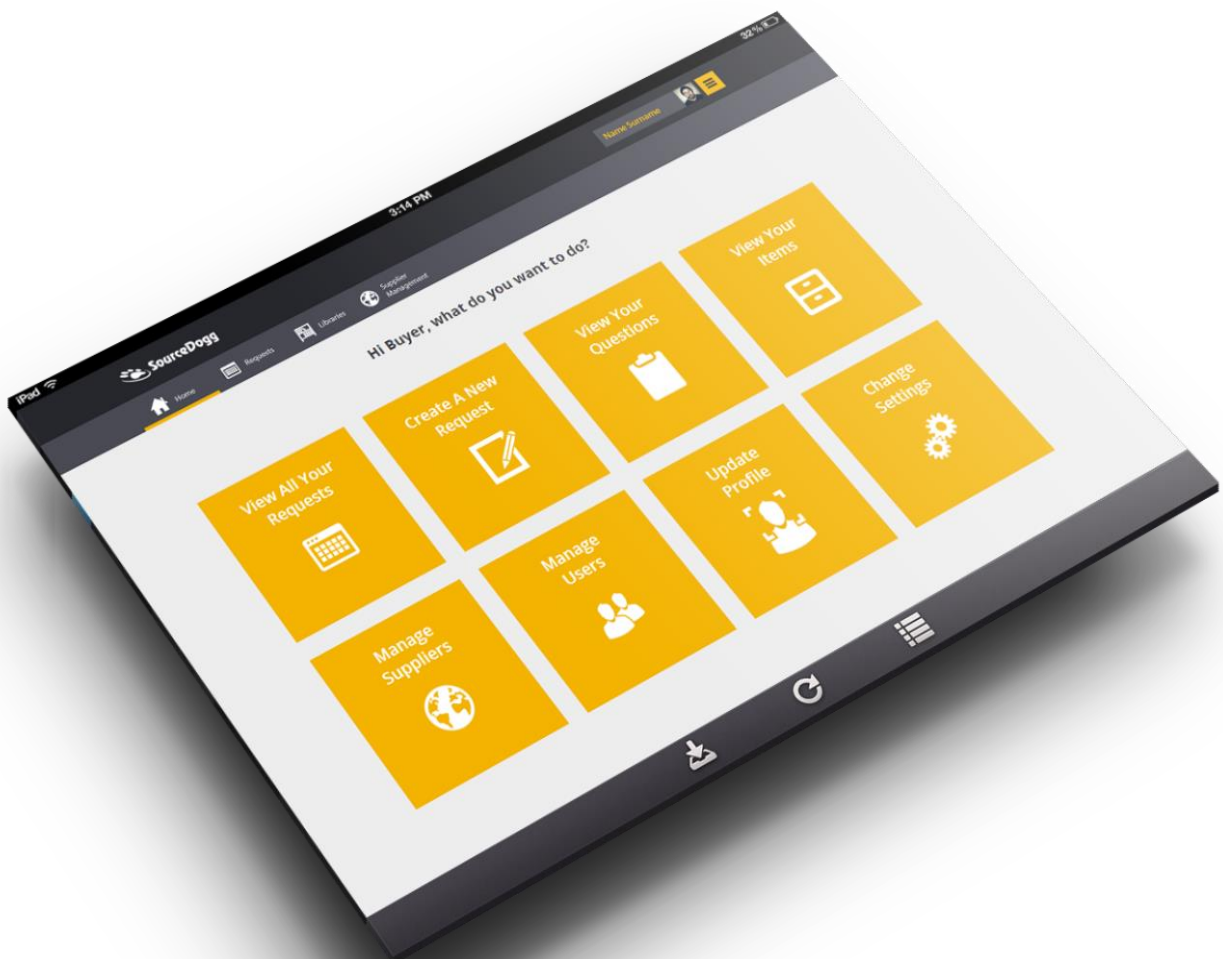 iPad
3:14 PM
32%
SourceDogg
Name Surname
Home
Requests
Libraries
Supplier
Management
Hi Buyer, what do you want to do?
View All Your
Requests
Create A New
Request
View Your
Questions
View Your
Items
Manage
Suppliers
Manage
Users
Update
Profile
Change
Settings